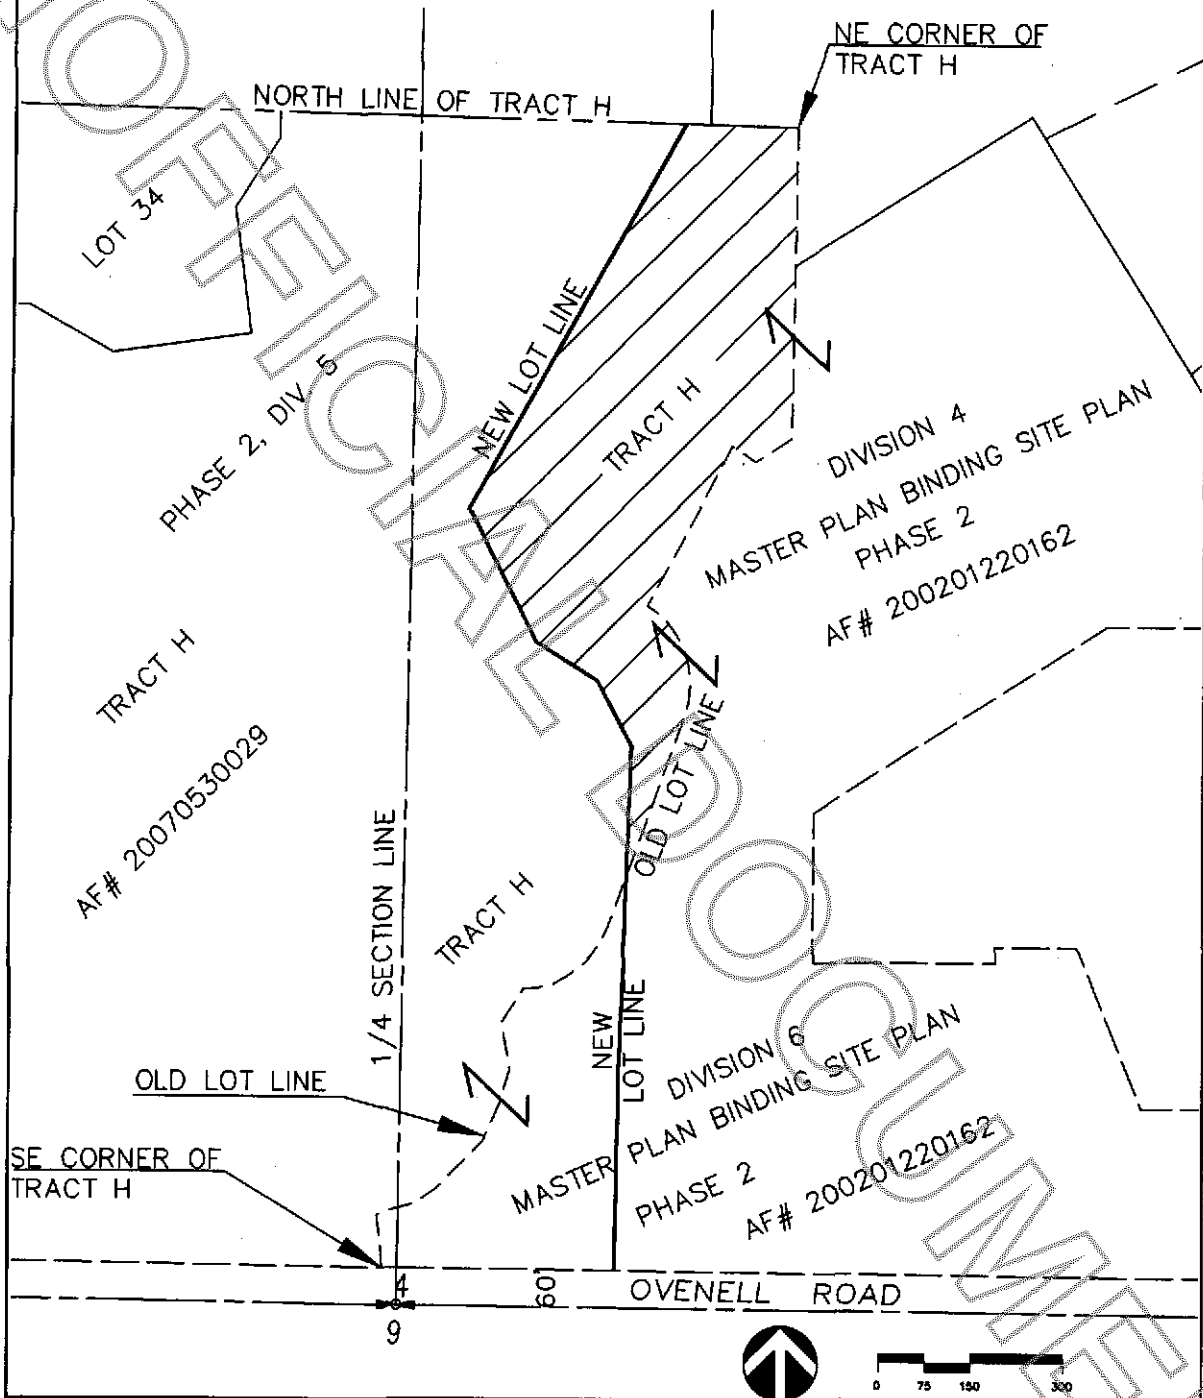 NE CORNER OF
TRACT H
NORTH LINE OF TRACT H
LOT 34
NEW LOT LINE
PHASE 2, DIV. 5
TRACT H
DIVISION 4
MASTER PLAN BINDING SITE PLAN
PHASE 2
AF# 200201220162
TRACT H
AF# 200705300029
OLD LOT LINE
1/4 SECTION LINE
TRACT H
NEW
LOT LINE
DIVISION 6
MASTER PLAN BINDING SITE PLAN
PHASE 2
AF# 200201220162
OLD LOT LINE
SE CORNER OF
TRACT H
4
9
60
OVENELL ROAD
0 75 150 300
UNOFFICIAL DOCUME